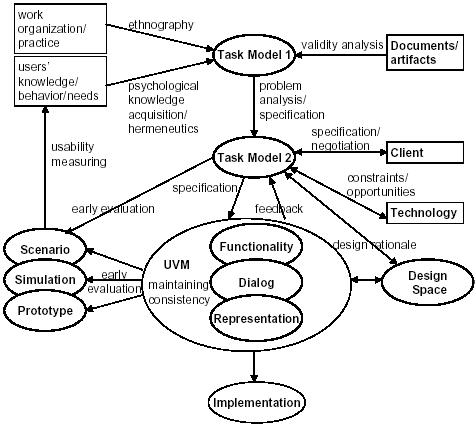 work
organization/
practice
ethnography
users'
knowledge/
behavior/needs
psychological
knowledge
acquisition/
hermeneutics
Task Model 1
validity analysis
Documents/
artifacts
problem
analysis/
specification
usability
measuring
Task Model 2
specification/
negotiation
Client
specification
constraints/
opportunities
early evaluation
feedback
Technology
Scenario
Simulation
Prototype
early
evaluation
UVM
maintaining
consistency
Functionality
Dialog
Representation
design rationale
Design
Space
Implementation